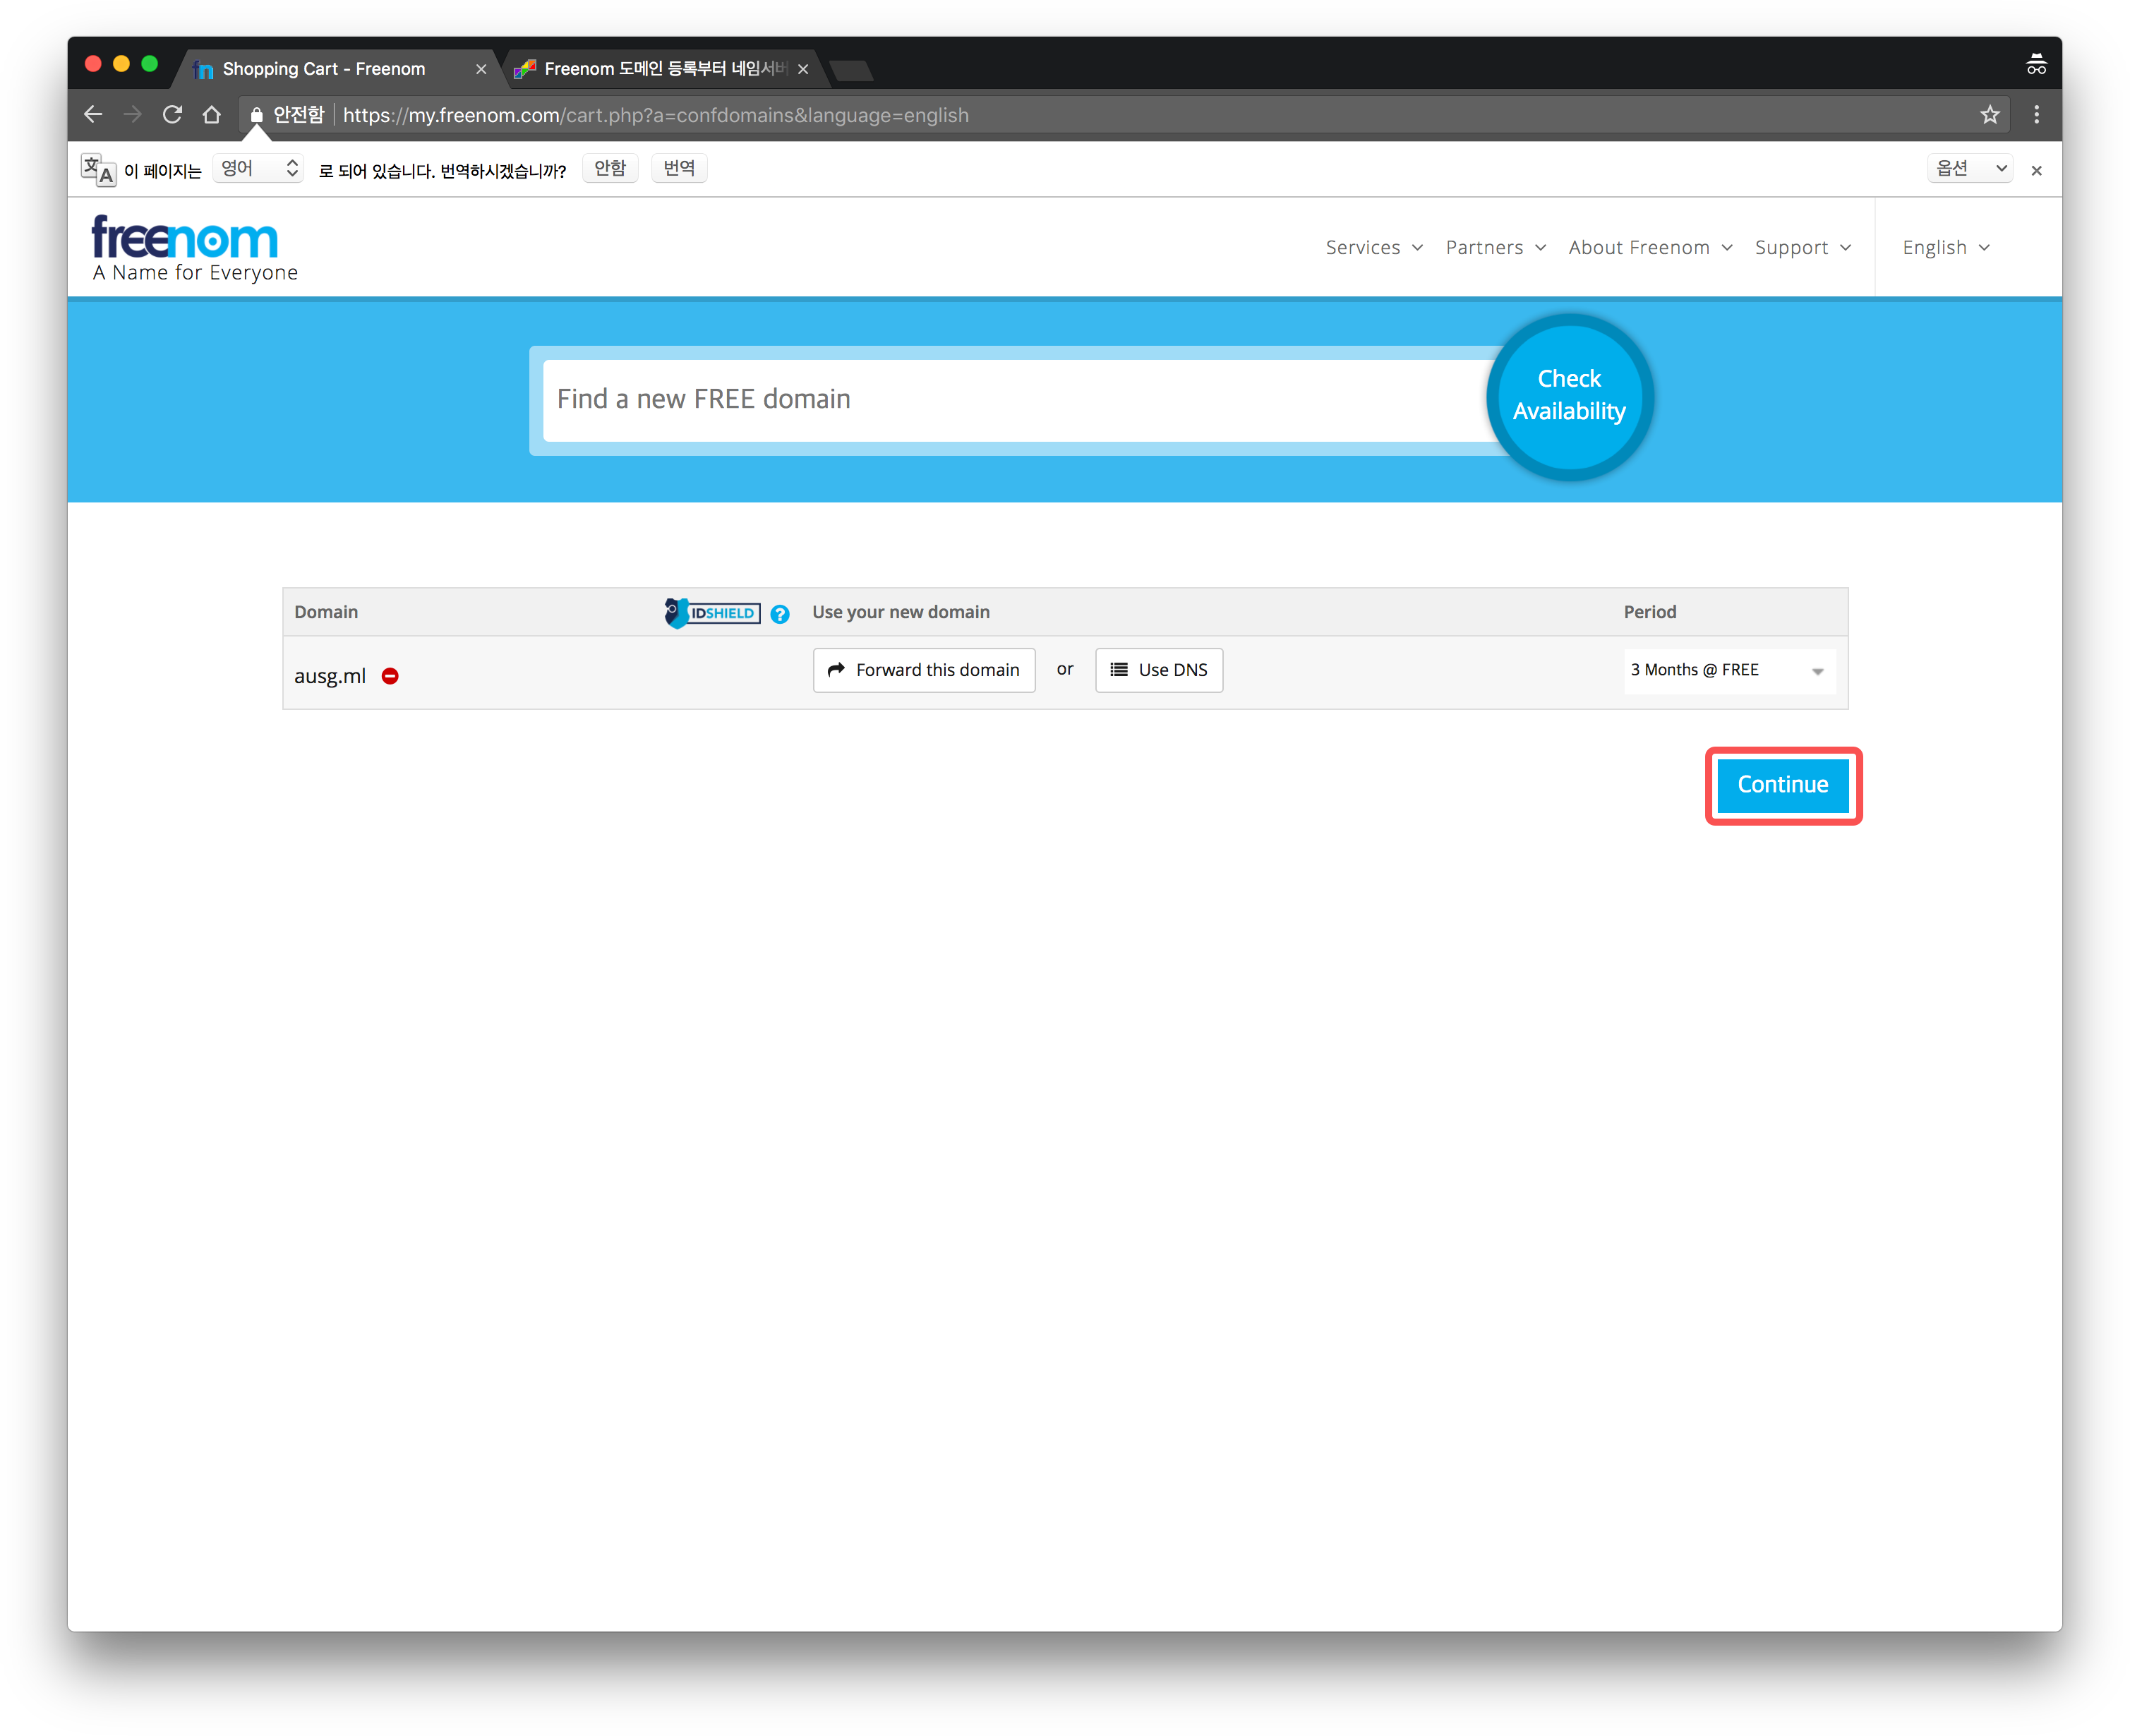 Shopping Cart - Freenom
Freenom 도메인 등록부터 네임서버
안전함 https://my.freenom.com/cart.php?a=confdomains&language=english
이 페이지는 영어 로 되어 있습니다. 번역하시겠습니까? 안함 번역 옵션
freenom
A Name for Everyone
Services Partners About Freenom Support English
Find a new FREE domain
Check
Availability
Domain IDSHIELD ? Use your new domain Period
ausg.ml Forward this domain or Use DNS 3 Months @ FREE
Continue